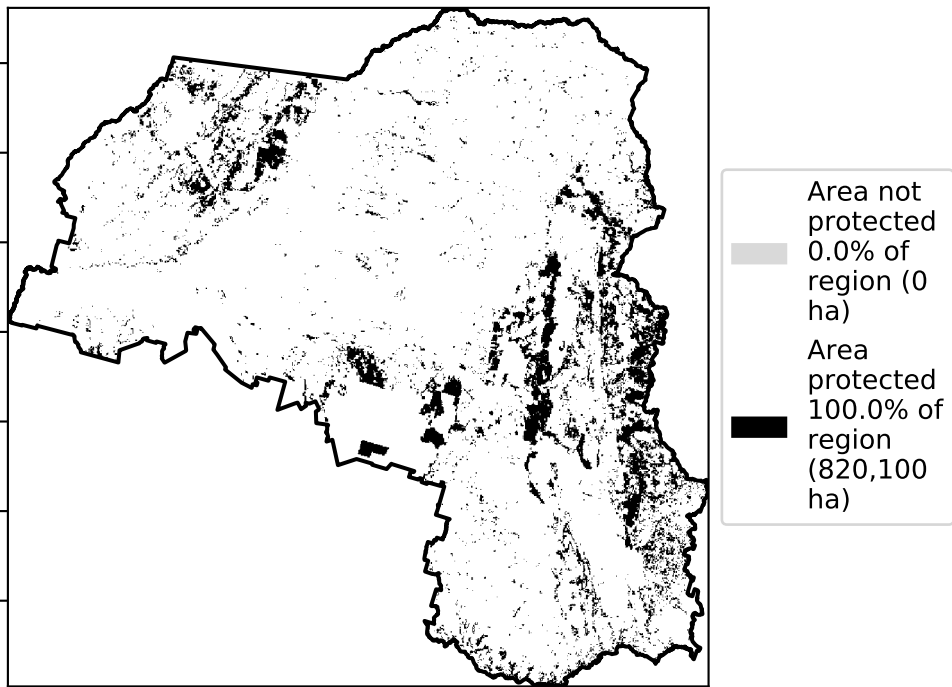 Area not
protected
0.0% of
region (0
ha)
Area
protected
100.0% of
region
(820,100
ha)